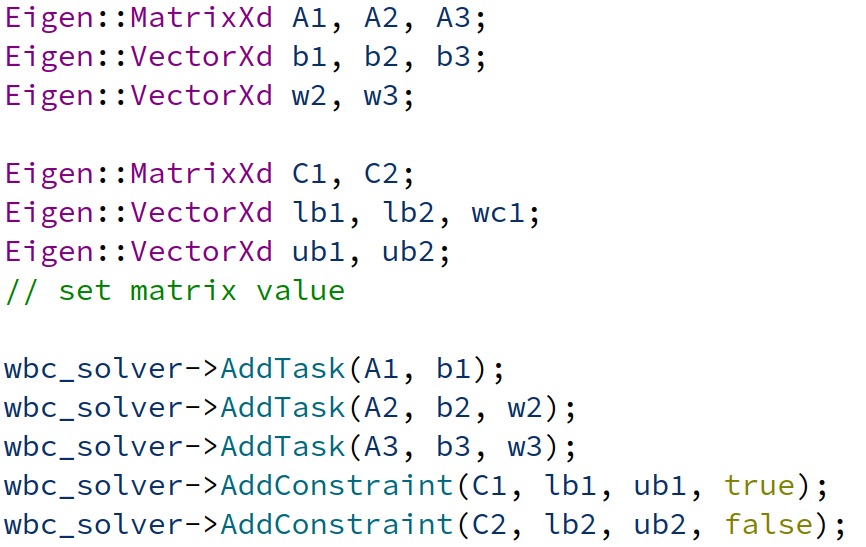 Eigen::MatrixXd A1, A2, A3;
Eigen::VectorXd b1, b2, b3;
Eigen::VectorXd w2, w3;
Eigen::MatrixXd C1, C2;
Eigen::VectorXd lb1, lb2, wc1;
Eigen::VectorXd ub1, ub2;
// set matrix value
wbc_solver->AddTask(A1, b1);
wbc_solver->AddTask(A2, b2, w2);
wbc_solver->AddTask(A3, b3, w3);
wbc_solver->AddConstraint(C1, lb1, ub1, true);
wbc_solver->AddConstraint(C2, lb2, ub2, false);